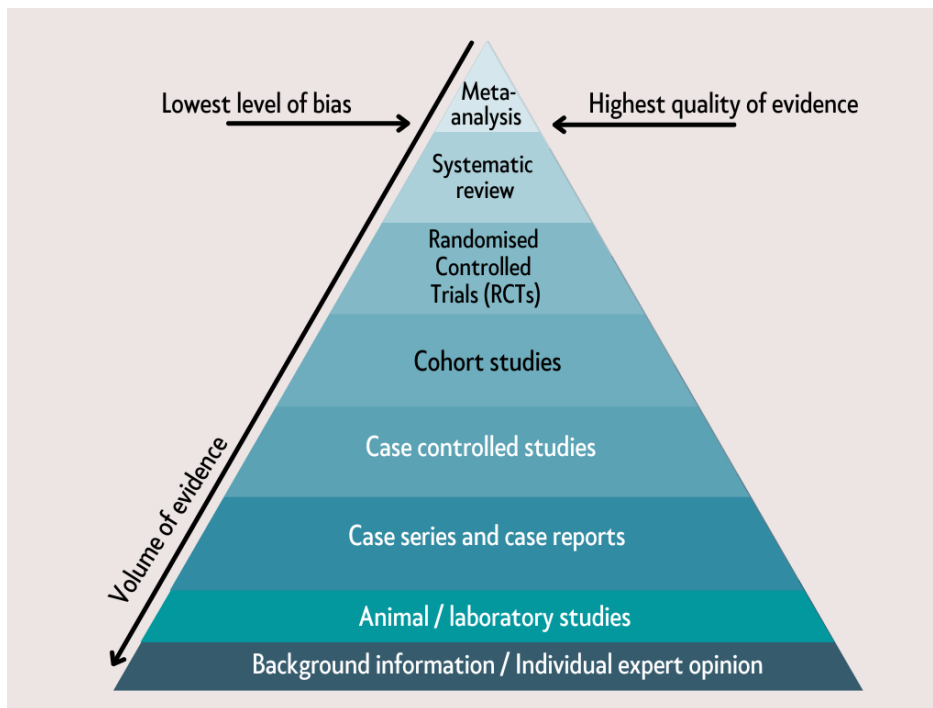 Meta-
analysis
Lowest level of bias
Highest quality of evidence
Systematic
review
Randomised
Controlled
Trials (RCTs)
Cohort studies
Case controlled studies
Volume of evidence
Case series and case reports
Animal / laboratory studies
Background information / Individual expert opinion